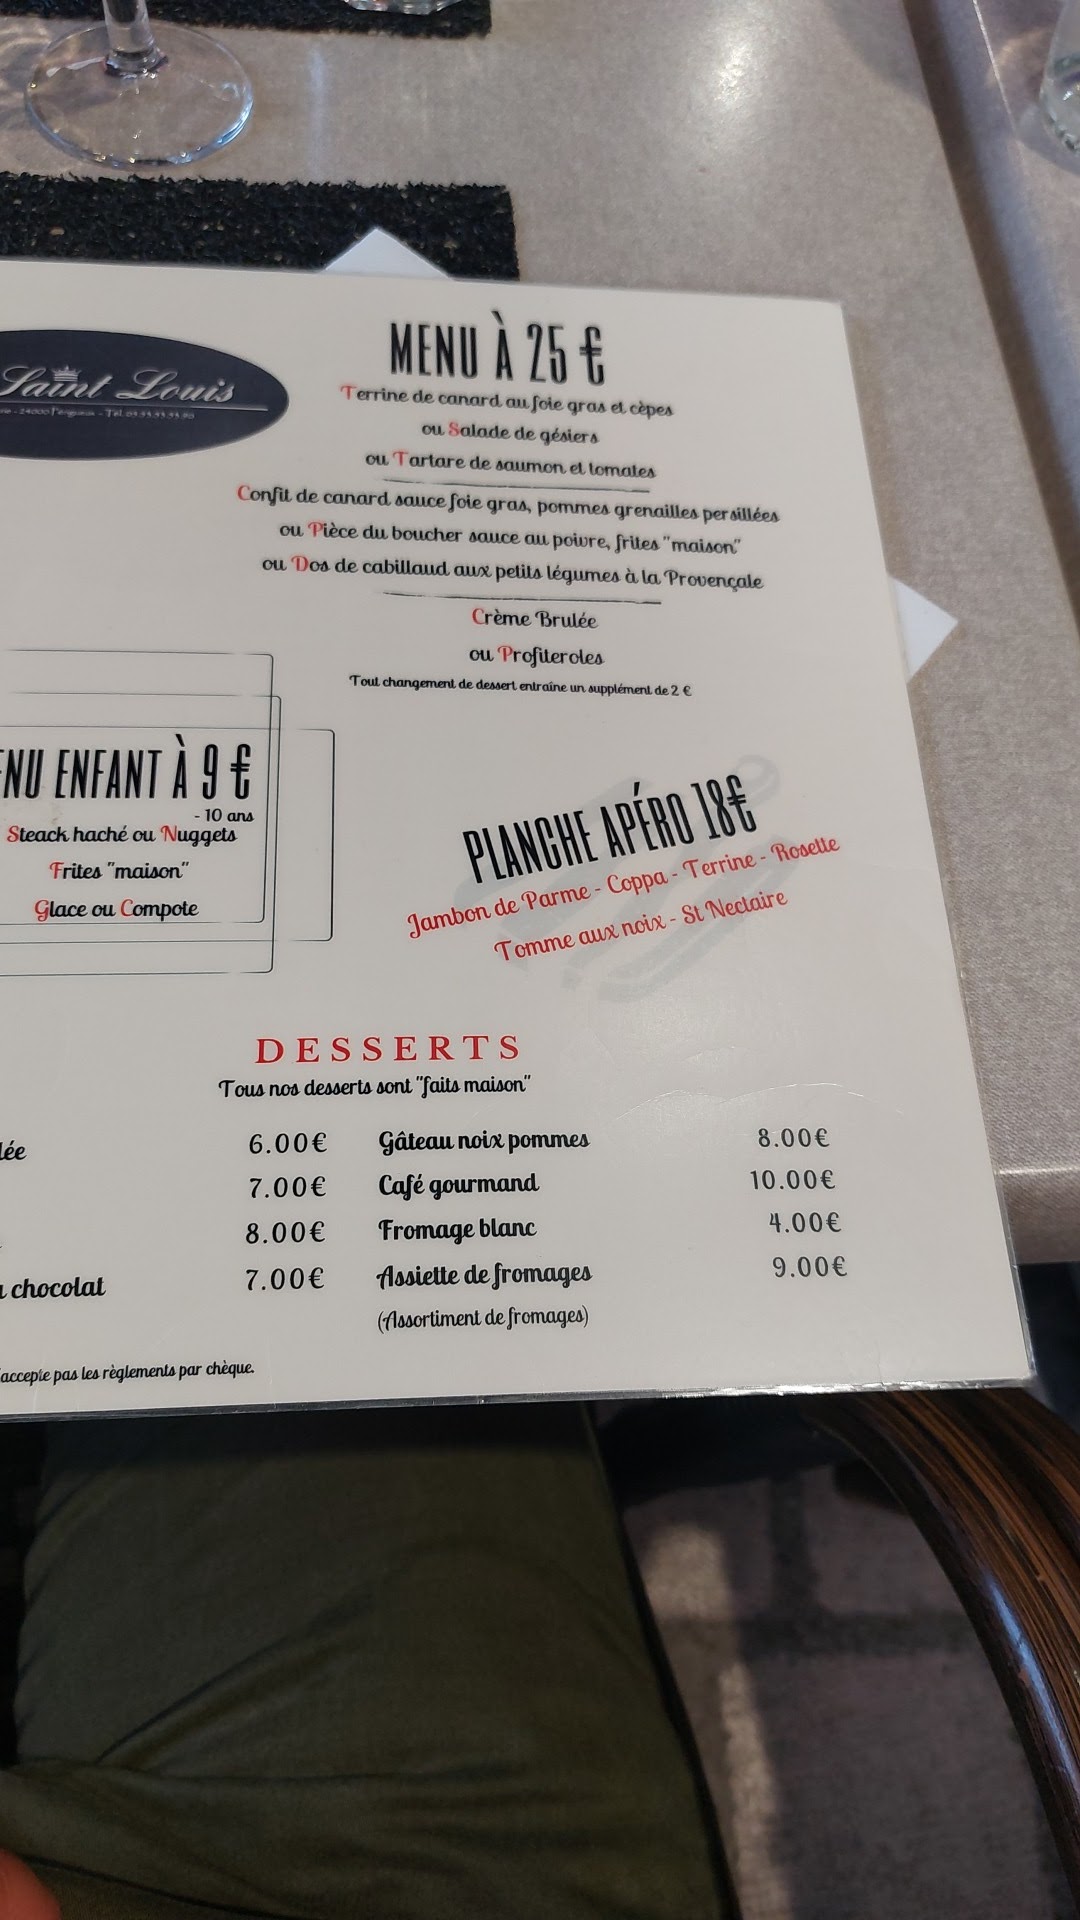 Saint Louis
MENU À 25 €
Terrine de canard au foie gras et cèpes
ou Salade de gésiers
ou Tartare de saumon et tomates
Confit de canard sauce foie gras, pommes grenailles persillées
ou Pièce du boucher sauce au poivre, frites "maison"
ou Dos de cabillaud aux petits légumes à la Provençale
Crème Brulée
ou Profiteroles
Tout changement de dessert entraîne un supplément de 2 €
ENU ENFANT À 9 €
- 10 ans
Steack haché ou Nuggets
Frites "maison"
Glace ou Compote
PLANCHE APÉRO 18€
Jambon de Parme - Coppa - Terrine - Rosette
Tomme aux noix - St Nectaire
DESSERTS
Tous nos desserts sont "faits maison"
lée 6.00€ Gâteau noix pommes 8.00€
7.00€ Café gourmand 10.00€
8.00€ Fromage blanc 4.00€
chocolat 7.00€ Assiette de fromages 9.00€
(Assortiment de fromages)
accepte pas les règlements par chèque.